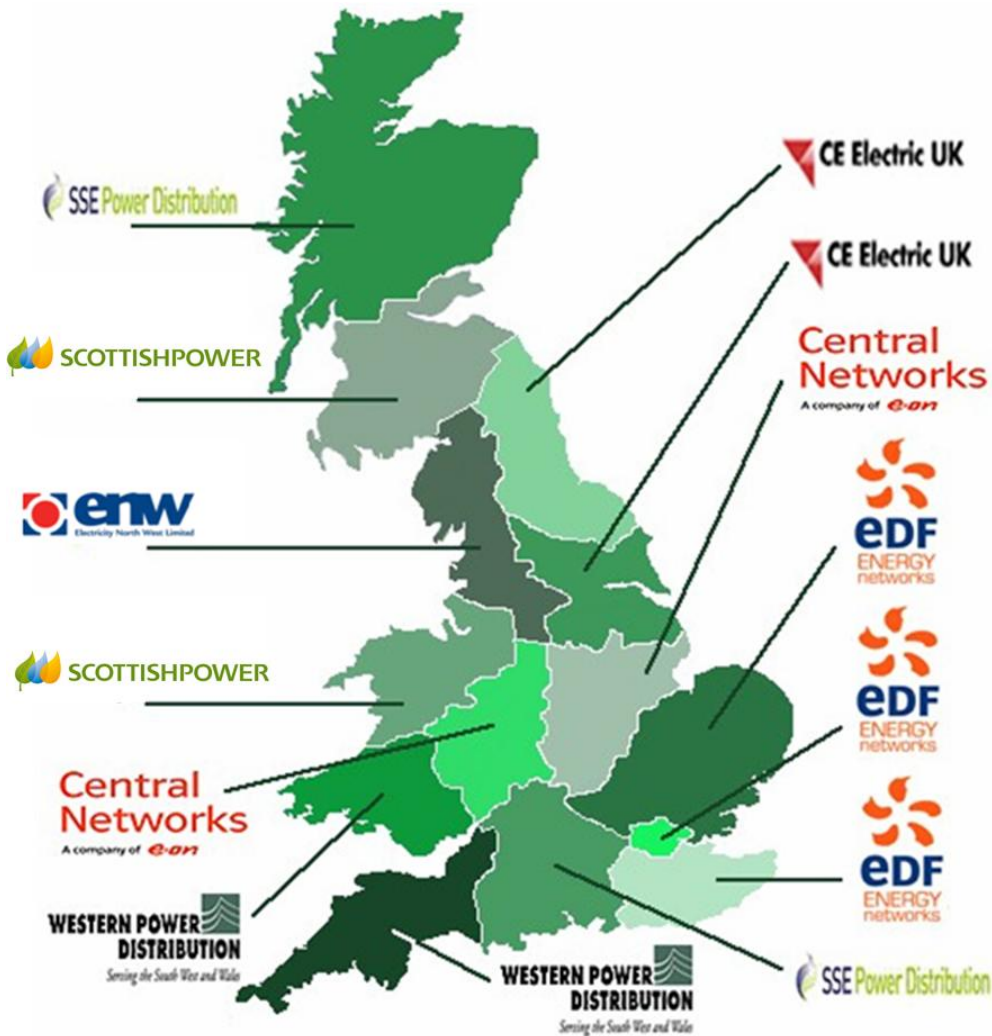 CE Electric UK
SSE Power Distribution
CE Electric UK
SCOTTISHPOWER
Central
Networks
A company of e·on
eDF
ENERGY
networks
enw
Electricity North West Limited
eDF
ENERGY
networks
SCOTTISHPOWER
Central
Networks
A company of e·on
eDF
ENERGY
networks
WESTERN POWER
DISTRIBUTION
Serving the South West and Wales
WESTERN POWER
DISTRIBUTION
Serving the South West and Wales
SSE Power Distribution